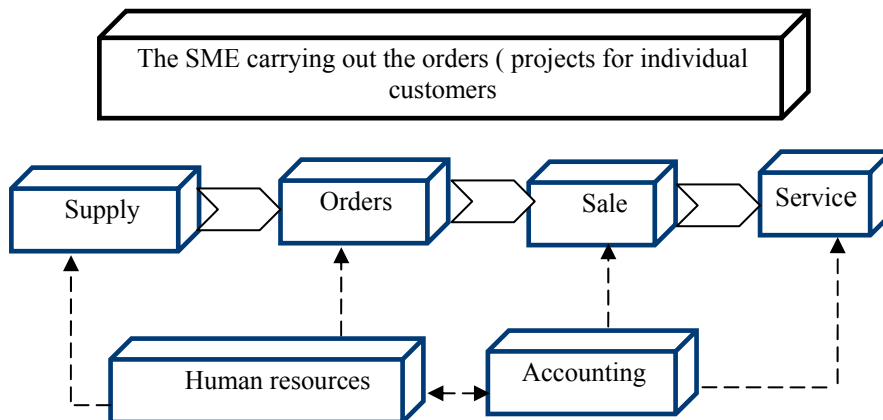 The SME carrying out the orders ( projects for individual
customers
Supply
Orders
Sale
Service
Human resources
Accounting